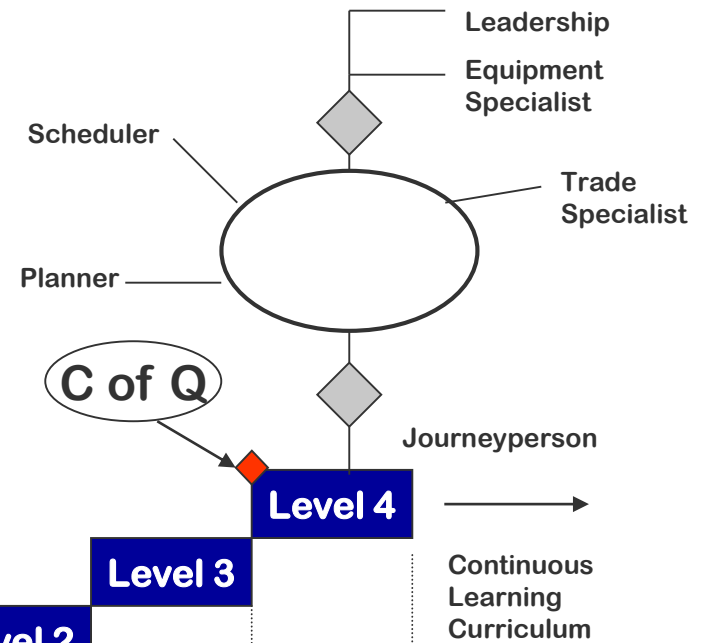 Leadership
Equipment
Specialist
Scheduler
Trade
Specialist
Planner
C of Q
Journeyperson
Level 4
Level 3
Continuous
Learning
Curriculum